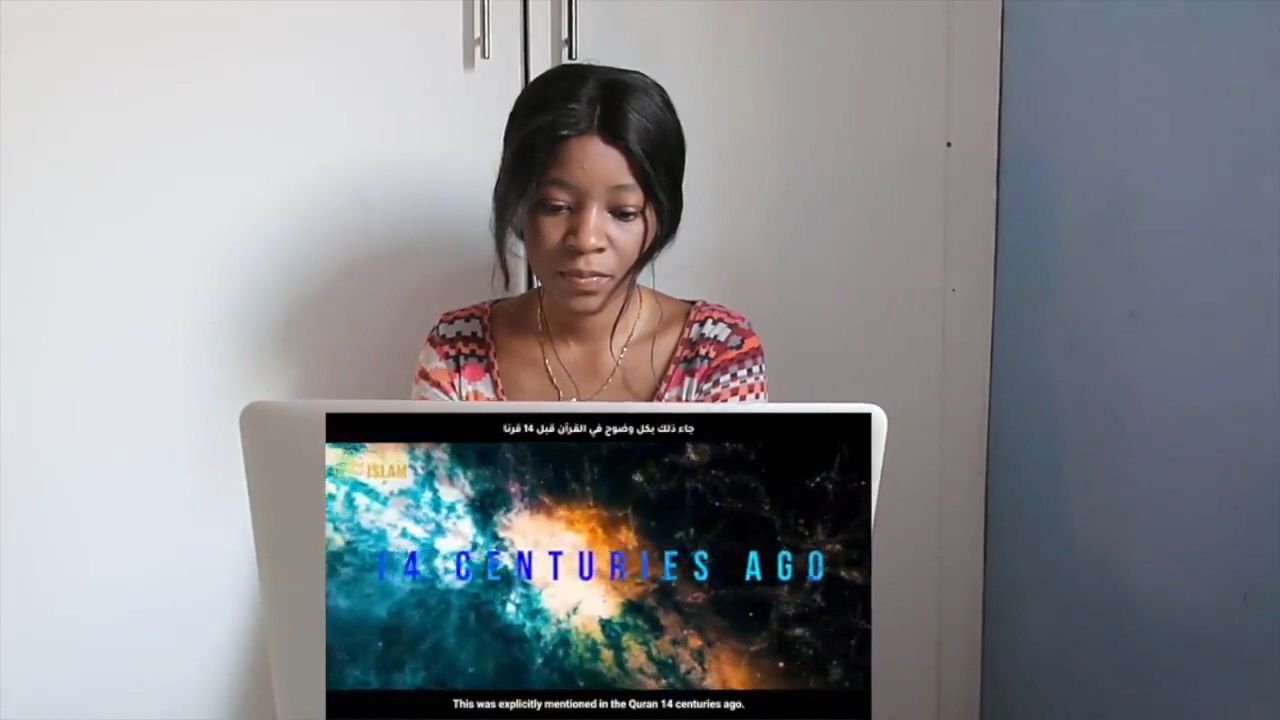 جاء ذلك بكل وضوح في القرآن قبل 14 قرنا
ISLAM
14 CENTURIES AGO
This was explicitly mentioned in the Quran 14 centuries ago.